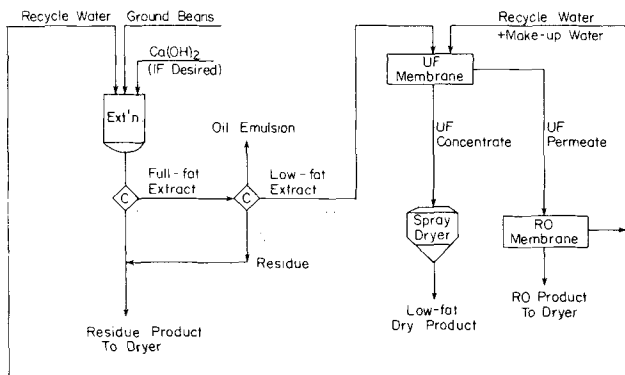 Recycle Water
Ground Beans
Ca(OH)2
(IF Desired)
Ext'n
Oil Emulsion
Full-fat
Extract
Low-fat
Extract
C
C
Residue
Residue Product
To Dryer
Recycle Water
+Make-up Water
UF
Membrane
UF
Concentrate
UF
Permeate
Spray
Dryer
RO
Membrane
Low-fat
Dry Product
RO Product
To Dryer